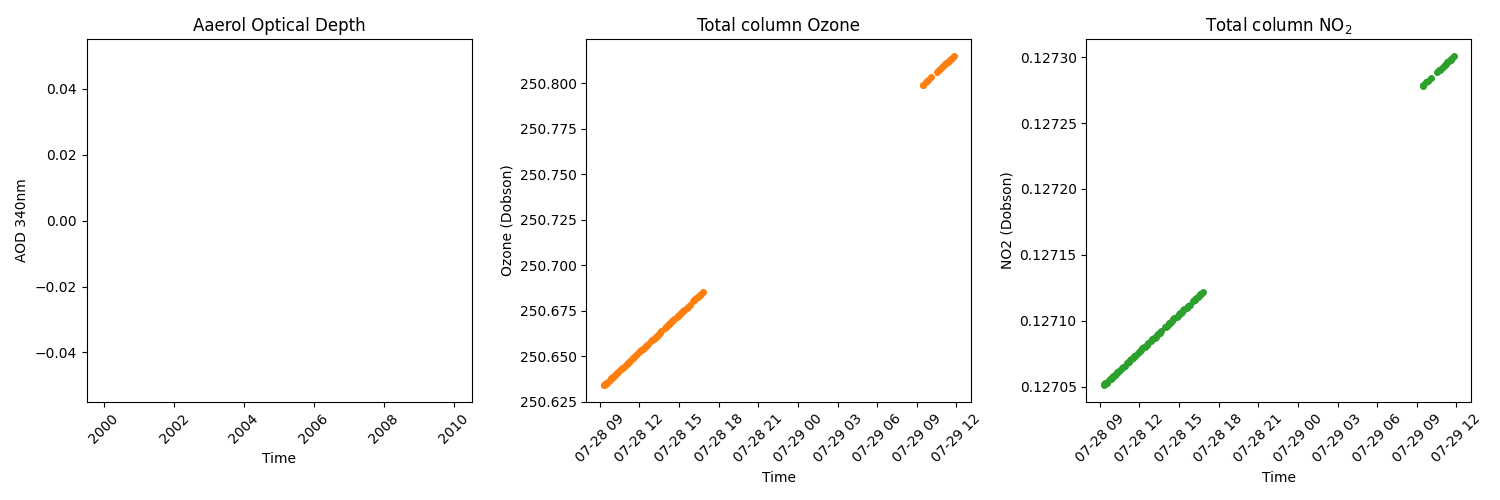 Aaerol Optical Depth
AOD 340nm
0.04
0.02
0.00
−0.02
−0.04
2000 2002 2004 2006 2008 2010
Time
Total column Ozone
Ozone (Dobson)
250.800
250.775
250.750
250.725
250.700
250.675
250.650
250.625
07-28 09 07-28 12 07-28 15 07-28 18 07-28 21 07-29 00 07-29 03 07-29 06 07-29 09 07-29 12
Time
Total column NO₂
NO2 (Dobson)
0.12730
0.12725
0.12720
0.12715
0.12710
0.12705
07-28 09 07-28 12 07-28 15 07-28 18 07-28 21 07-29 00 07-29 03 07-29 06 07-29 09 07-29 12
Time